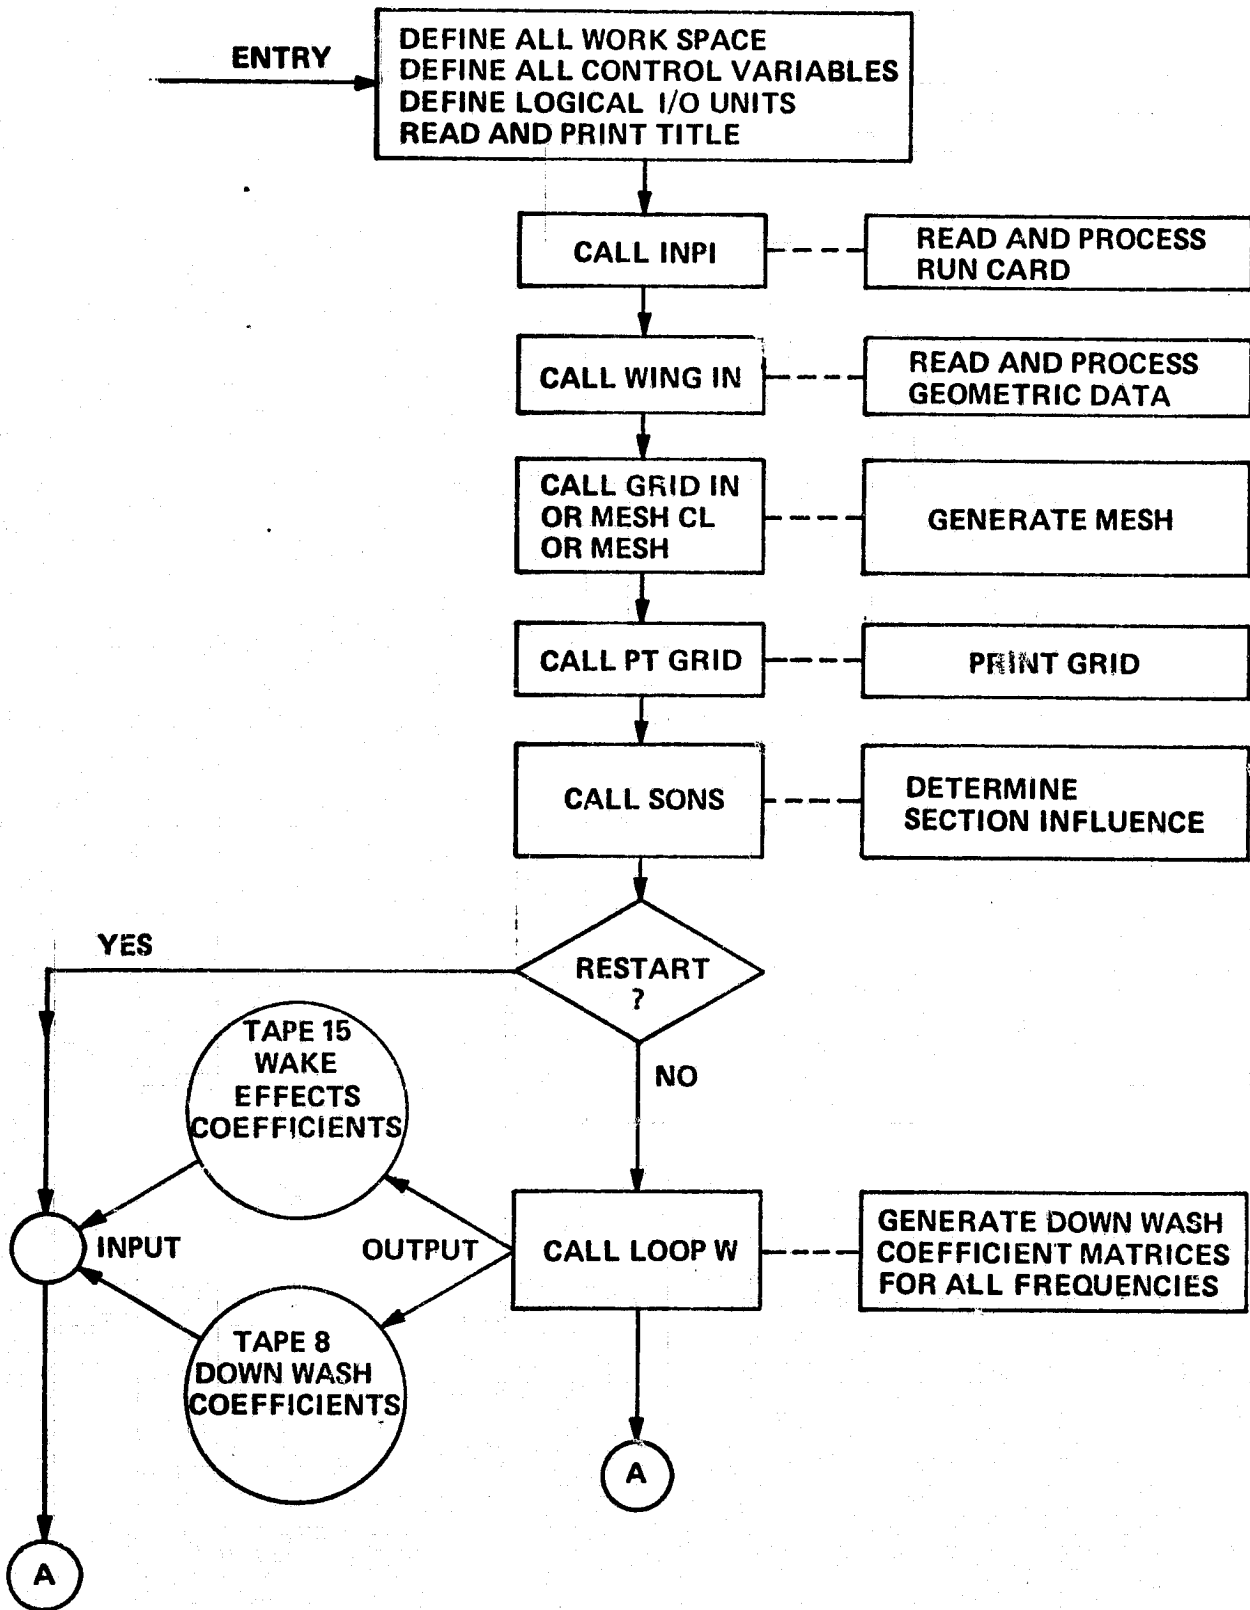 ENTRY
DEFINE ALL WORK SPACE
DEFINE ALL CONTROL VARIABLES
DEFINE LOGICAL I/O UNITS
READ AND PRINT TITLE
CALL INPI
READ AND PROCESS
RUN CARD
CALL WING IN
READ AND PROCESS
GEOMETRIC DATA
CALL GRID IN
OR MESH CL
OR MESH
GENERATE MESH
CALL PT GRID
PRINT GRID
CALL SONS
DETERMINE
SECTION INFLUENCE
RESTART
?
YES
NO
TAPE 15
WAKE
EFFECTS
COEFFICIENTS
INPUT
OUTPUT
CALL LOOP W
GENERATE DOWN WASH
COEFFICIENT MATRICES
FOR ALL FREQUENCIES
TAPE 8
DOWN WASH
COEFFICIENTS
A
A